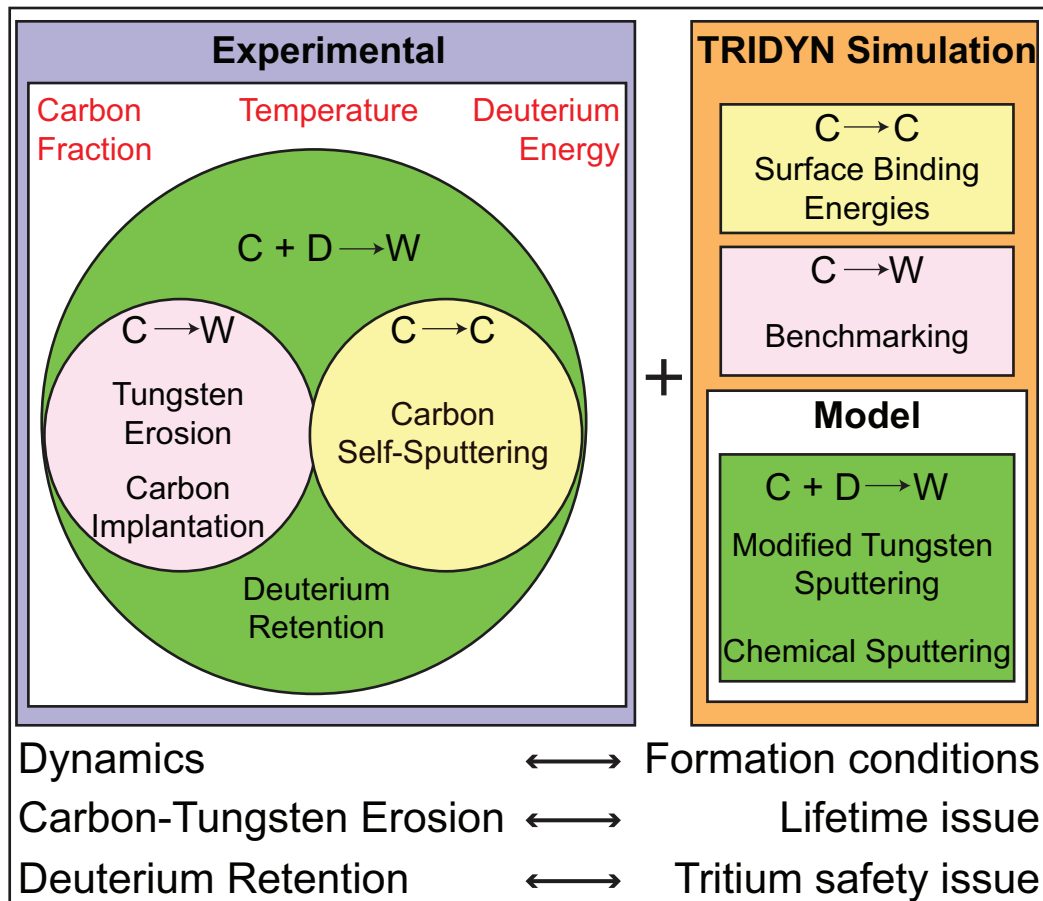 Experimental
Carbon
Fraction
Temperature
Deuterium
Energy
C + D → W
C → W
Tungsten
Erosion
Carbon
Implantation
C → C
Carbon
Self-Sputtering
Deuterium
Retention
+
TRIDYN Simulation
C → C
Surface Binding
Energies
C → W
Benchmarking
Model
C + D → W
Modified Tungsten
Sputtering
Chemical Sputtering
Dynamics ↔ Formation conditions
Carbon-Tungsten Erosion ↔ Lifetime issue
Deuterium Retention ↔ Tritium safety issue